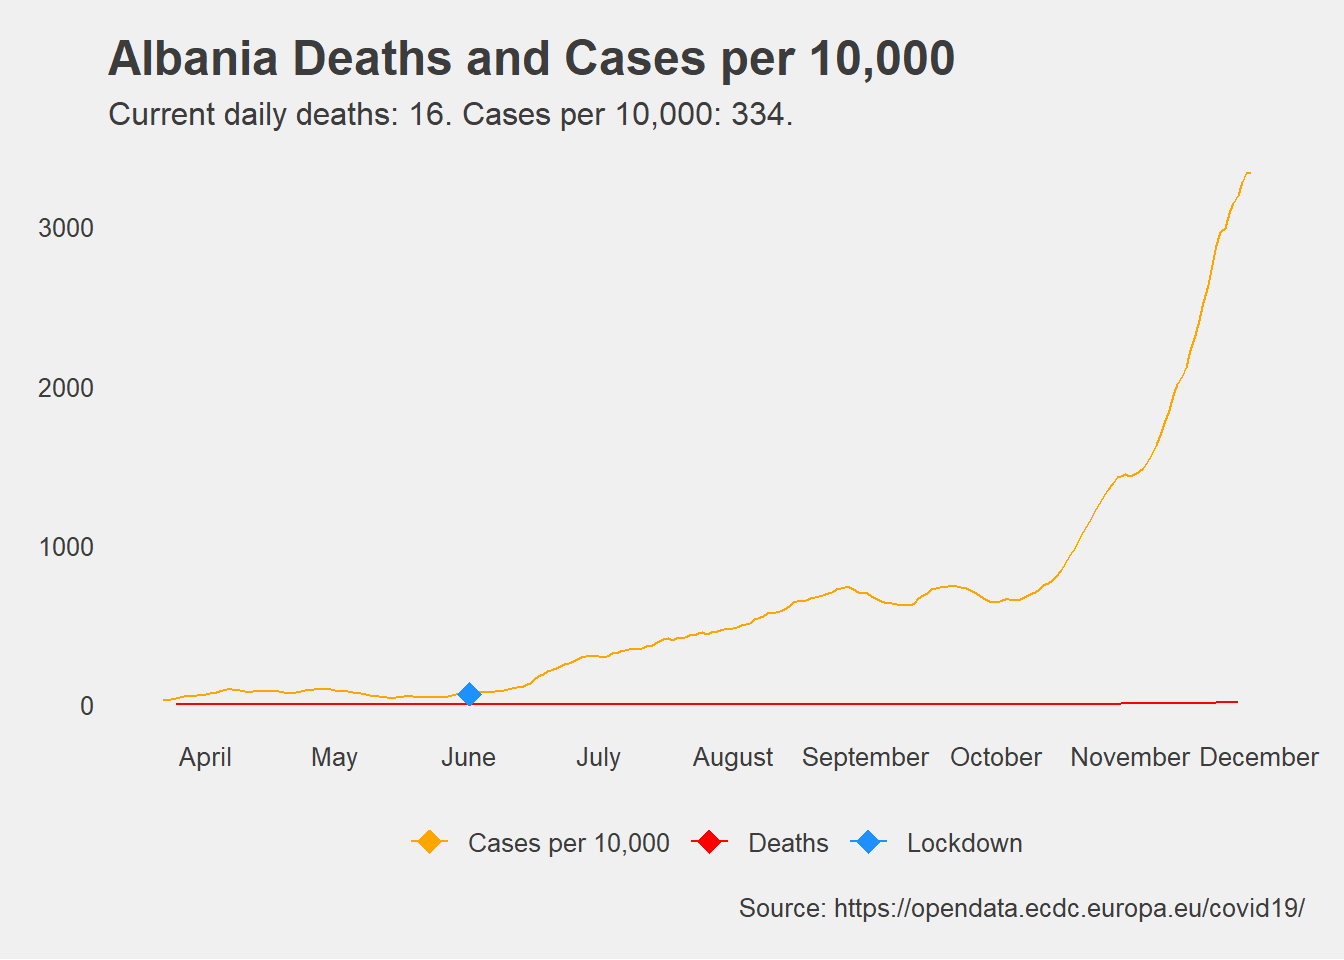 Albania Deaths and Cases per 10,000
Current daily deaths: 16. Cases per 10,000: 334.
3000
2000
1000
0
April May June July August September October November December
Cases per 10,000 Deaths Lockdown
Source: https://opendata.ecdc.europa.eu/covid19/